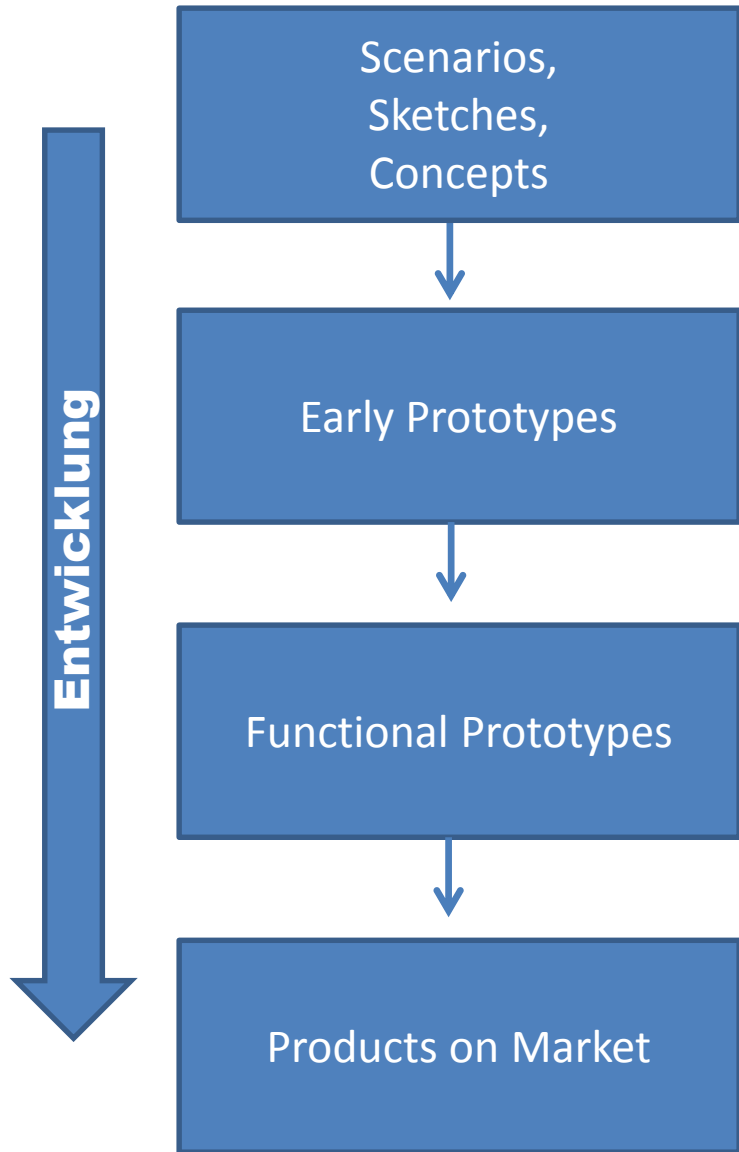 Scenarios,
Sketches,
Concepts
Entwicklung
Early Prototypes
Functional Prototypes
Products on Market